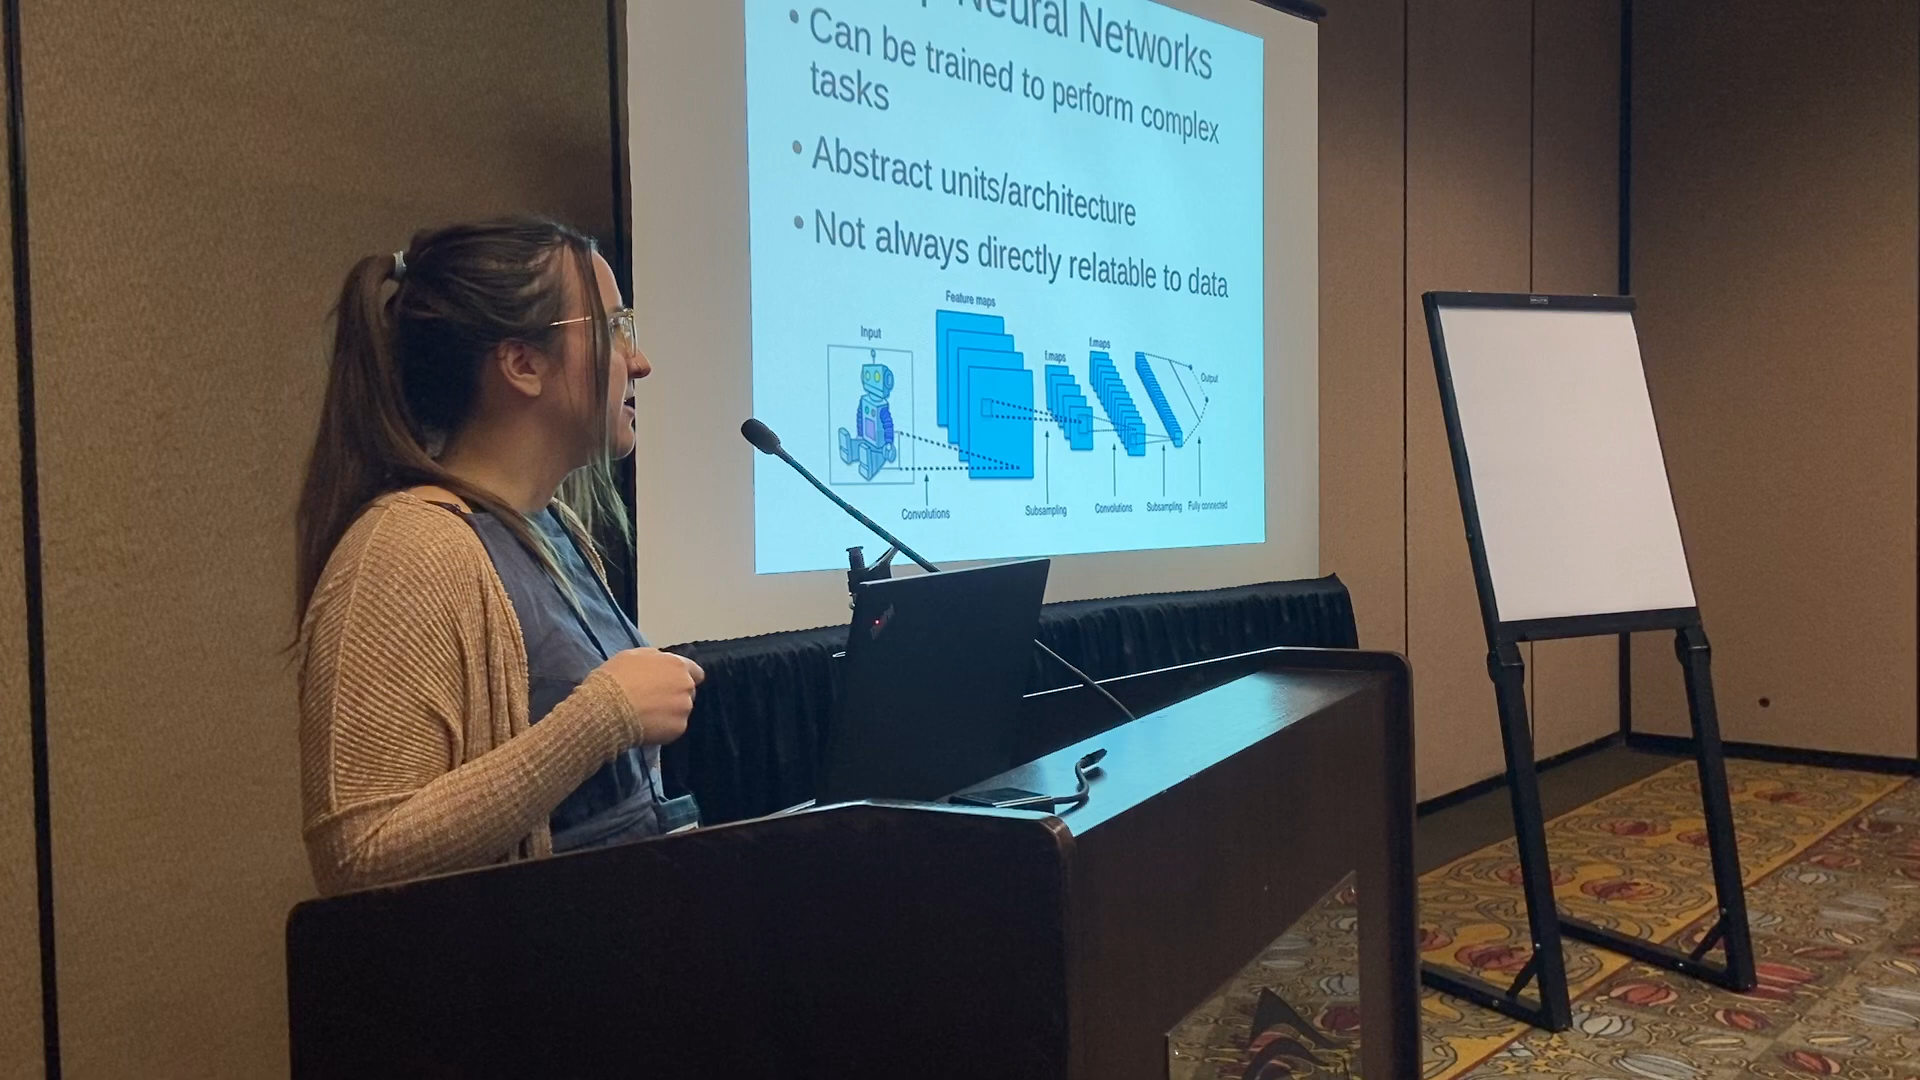 Neural Networks
• Can be trained to perform complex
tasks
• Abstract units/architecture
• Not always directly relatable to data
Input
Feature maps
f.maps
f.maps
Output
Convolutions
Subsampling
Convolutions
Subsampling
Fully connected